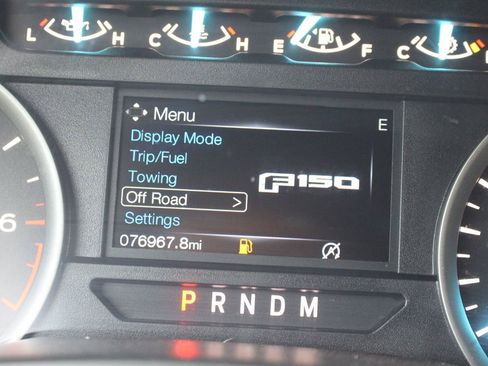 L H C H E F C
Menu
E
Display Mode
Trip/Fuel
Towing
F150
Off Road >
Settings
076967.8mi
6
P R N D M